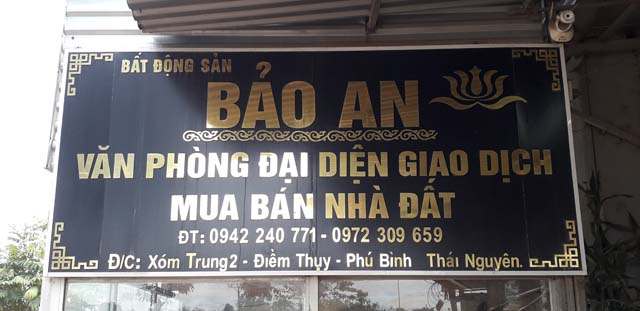 BẤT ĐỘNG SẢN
BẢO AN
VĂN PHÒNG ĐẠI DIỆN GIAO DỊCH
MUA BÁN NHÀ ĐẤT
ĐT: 0942 240 771 - 0972 309 659
Đ/C: Xóm Trung2 - Điềm Thụy - Phú Bình Thái Nguyên.